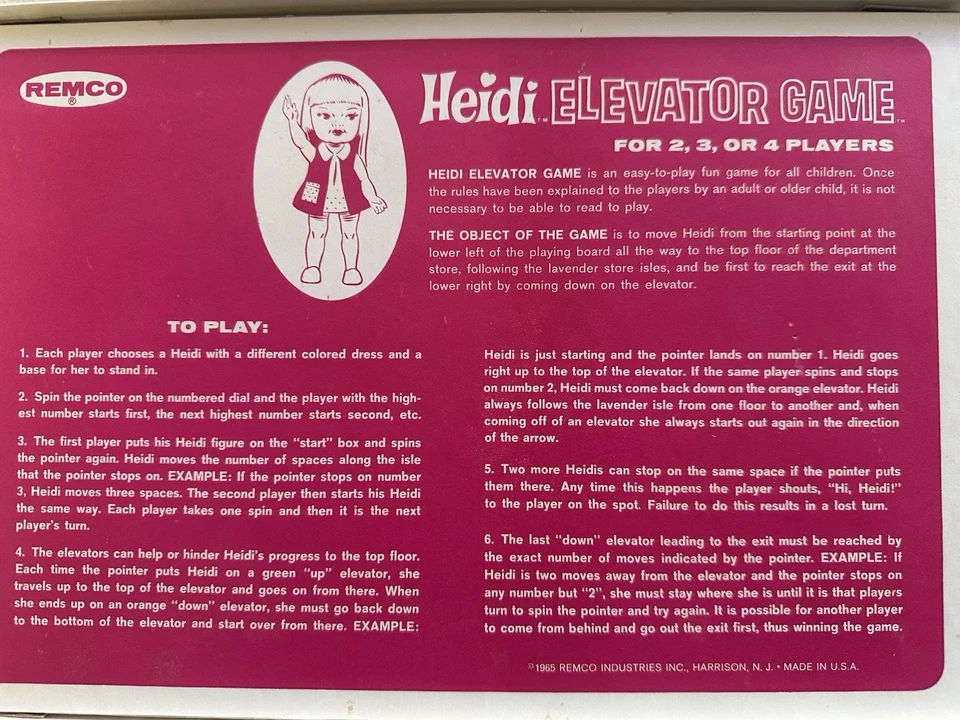 REMCO
®
Heidi™ ELEVATOR GAME™
FOR 2, 3, OR 4 PLAYERS
HEIDI ELEVATOR GAME is an easy-to-play fun game for all children. Once
the rules have been explained to the players by an adult or older child, it is not
necessary to be able to read to play.
THE OBJECT OF THE GAME is to move Heidi from the starting point at the
lower left of the playing board all the way to the top floor of the department
store, following the lavender store isles, and be first to reach the exit at the
lower right by coming down on the elevator.
TO PLAY:
1. Each player chooses a Heidi with a different colored dress and a
base for her to stand in.
2. Spin the pointer on the numbered dial and the player with the high-
est number starts first, the next highest number starts second, etc.
3. The first player puts his Heidi figure on the "start" box and spins
the pointer again. Heidi moves the number of spaces along the isle
that the pointer stops on. EXAMPLE: If the pointer stops on number
3, Heidi moves three spaces. The second player then starts his Heidi
the same way. Each player takes one spin and then it is the next
player's turn.
4. The elevators can help or hinder Heidi's progress to the top floor.
Each time the pointer puts Heidi on a green "up" elevator, she
travels up to the top of the elevator and goes on from there. When
she ends up on an orange "down" elevator, she must go back down
to the bottom of the elevator and start over from there. EXAMPLE:
Heidi is just starting and the pointer lands on number 1. Heidi goes
right up to the top of the elevator. If the same player spins and stops
on number 2, Heidi must come back down on the orange elevator. Heidi
always follows the lavender isle from one floor to another and, when
coming off of an elevator she always starts out again in the direction
of the arrow.
5. Two more Heidis can stop on the same space if the pointer puts
them there. Any time this happens the player shouts, "Hi, Heidi!"
to the player on the spot. Failure to do this results in a lost turn.
6. The last "down" elevator leading to the exit must be reached by
the exact number of moves indicated by the pointer. EXAMPLE: If
Heidi is two moves away from the elevator and the pointer stops on
any number but "2", she must stay where she is until it is that players
turn to spin the pointer and try again. It is possible for another player
to come from behind and go out the exit first, thus winning the game.
©1965 REMCO INDUSTRIES INC., HARRISON, N. J. • MADE IN U.S.A.